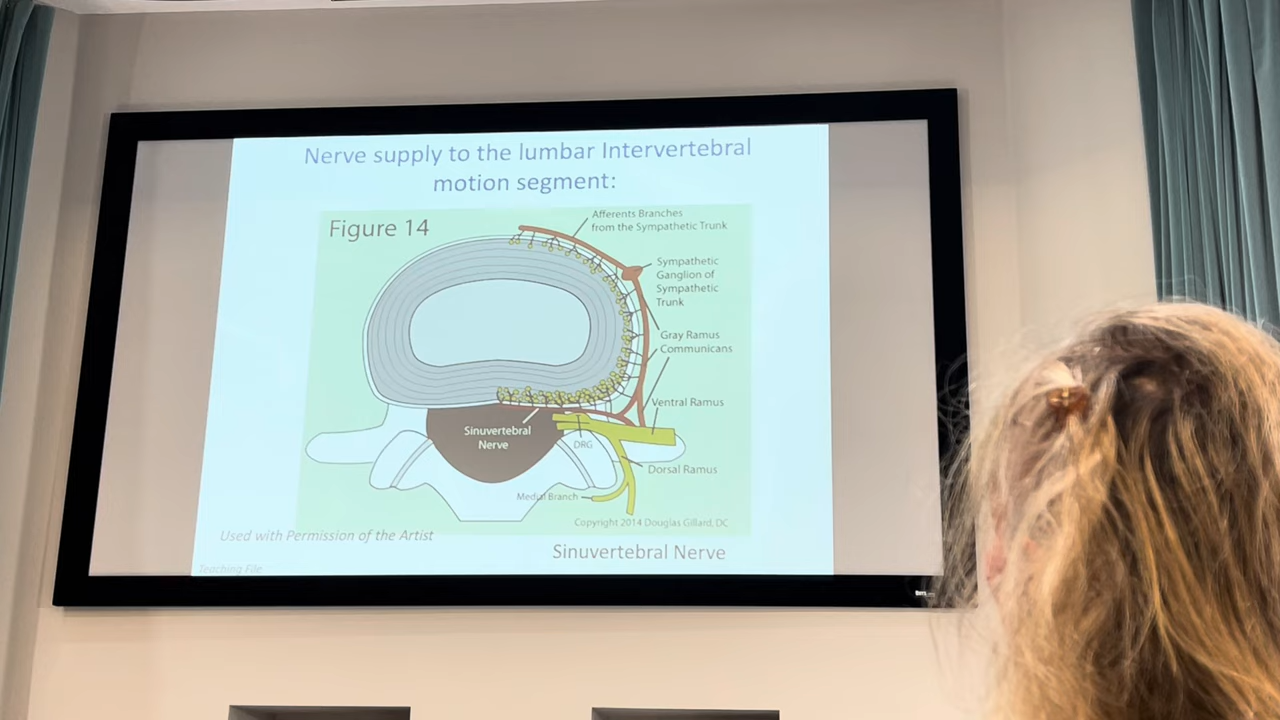 Nerve supply to the lumbar Intervertebral
motion segment:
Figure 14
Afferents Branches
from the Sympathetic Trunk
Sympathetic
Ganglion of
Sympathetic
Trunk
Gray Ramus
Communicans
Ventral Ramus
Sinuvertebral
Nerve
DRG
Dorsal Ramus
Medial Branch
Copyright 2014 Douglas Gillard, DC
Used with Permission of the Artist
Sinuvertebral Nerve
Teaching File